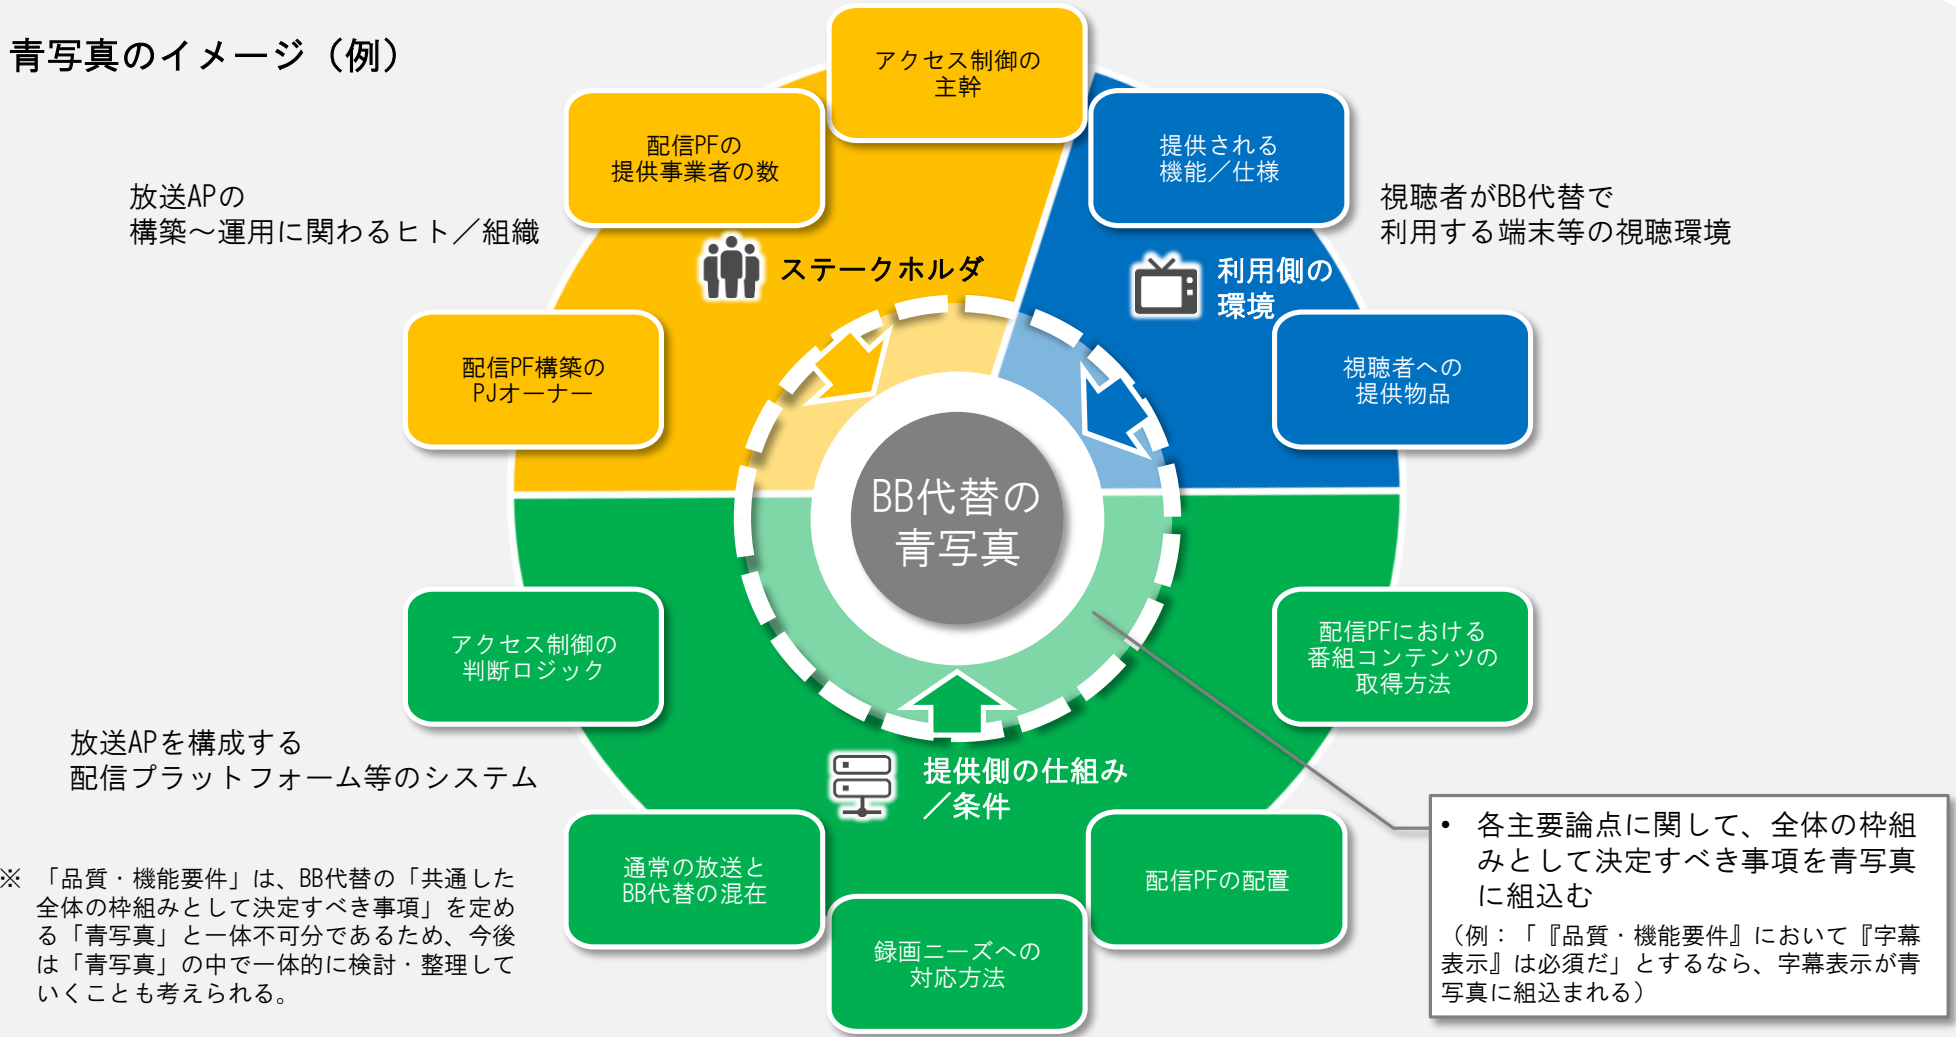 青写真のイメージ（例）
アクセス制御の
主幹
配信PFの
提供事業者の数
提供される
機能／仕様
放送APの
構築～運用に関わるヒト／組織
視聴者がBB代替で
利用する端末等の視聴環境
ステークホルダ
利用側の
環境
配信PF構築の
PJオーナー
視聴者への
提供物品
BB代替の
青写真
アクセス制御の
判断ロジック
配信PFにおける
番組コンテンツの
取得方法
放送APを構成する
配信プラットフォーム等のシステム
提供側の仕組み
／条件
通常の放送と
BB代替の混在
配信PFの配置
録画ニーズへの
対応方法
• 各主要論点に関して、全体の枠組
みとして決定すべき事項を青写真
に組込む
（例：「『品質・機能要件』において『字幕
表示』は必須だ」とするなら、字幕表示が青
写真に組込まれる）
※ 「品質・機能要件」は、BB代替の「共通した
全体の枠組みとして決定すべき事項」を定め
る「青写真」と一体不可分であるため、今後
は「青写真」の中で一体的に検討・整理して
いくことも考えられる。